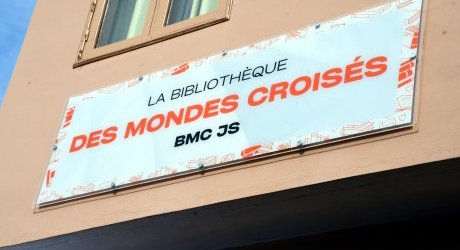 LA BIBLIOTHÈQUE
DES MONDES CROISÉS
BMC JS